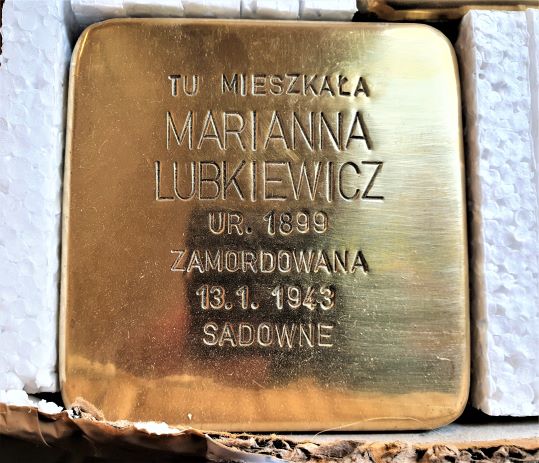 TU MIESZKAŁA
MARIANNA
LUBKIEWICZ
UR. 1899
ZAMORDOWANA
13.1. 1943
SADOWNE